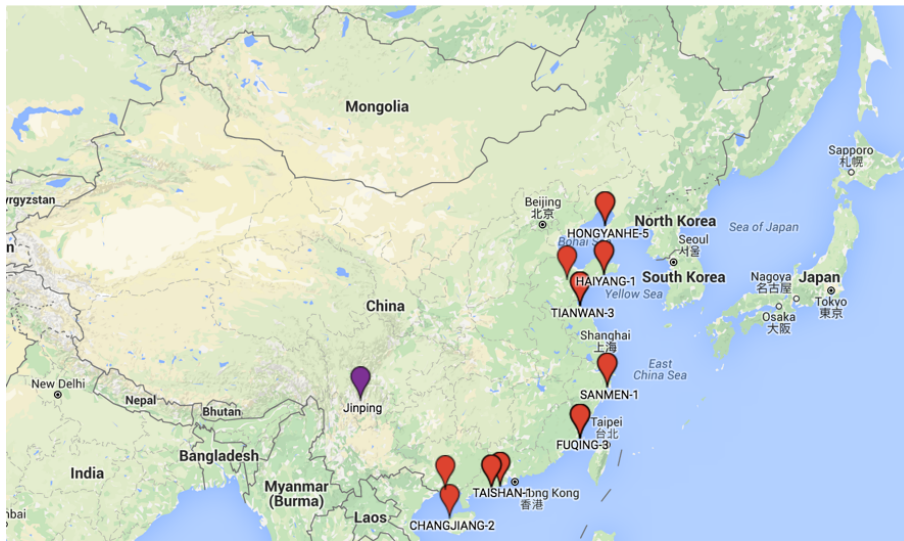 Mongolia
Sapporo
札幌
yrgyzstan
Beijing
北京
North Korea
HONGYANHE-5
Sea of Japan
Bohai Se
Seoul
서울
HAIYANG-1
South Korea
Nagoya
名古屋
Japan
Yellow Sea
Tokyo
東京
China
TIANWAN-3
Osaka
大阪
Shanghai
上海
East
China Sea
New Delhi
SANMEN-1
Nepal
Jinping
Bhutan
Taipei
台北
FUQING-3
Bangladesh
India
Myanmar
(Burma)
TAISHAN-1
ong Kong
香港
mbai
Laos
CHANGJIANG-2